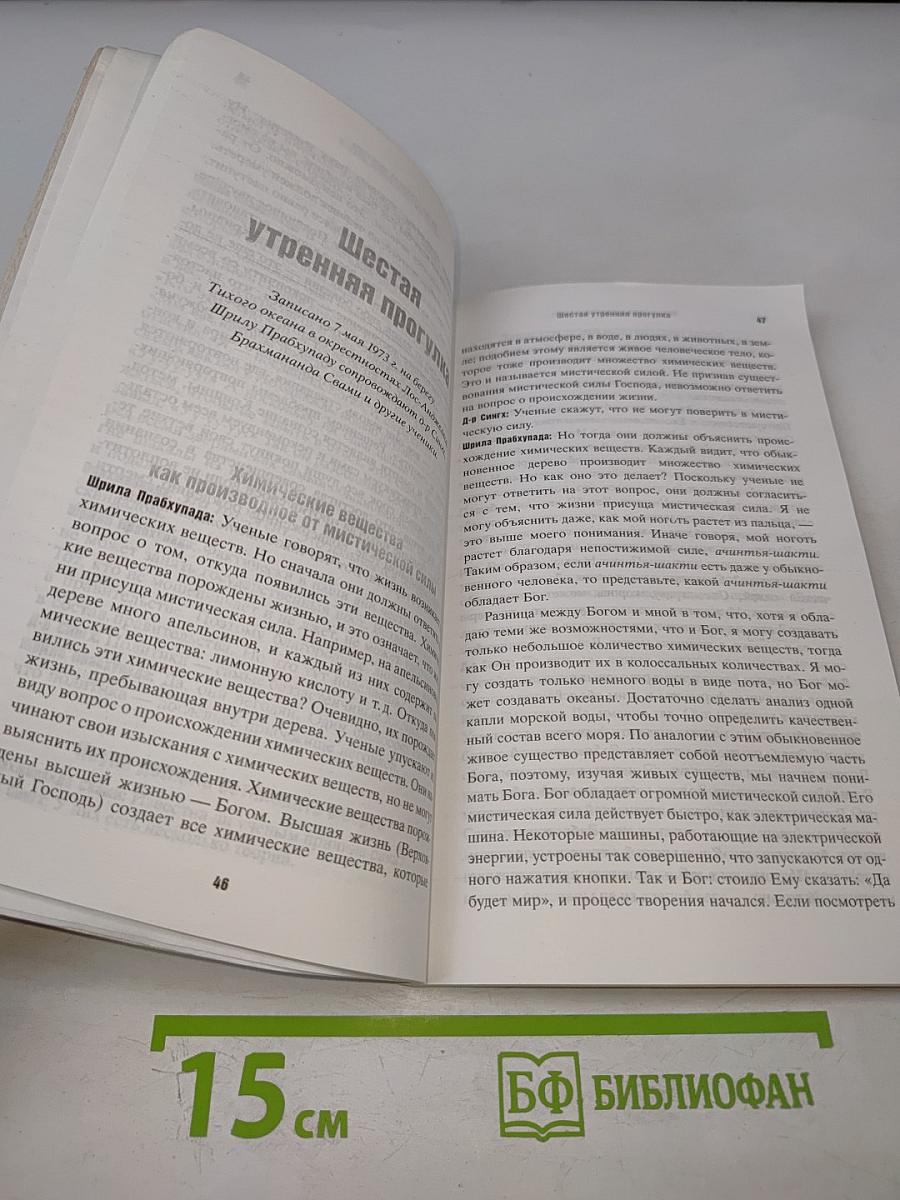 Шестая
утренняя прогулка
Записано 7 мая 1973 г. на берегу
Тихого океана в окрестностях Лос-Анджелеса.
Шрилу Прабхупаду сопровождают д-р Сингх,
Брахмананда Свами и другие ученики.
Химические вещества
как производное от мистической силы
Шрила Прабхупада: Ученые говорят, что жизнь возникает
химических веществ. Но сначала они должны ответить
вопрос о том, откуда появились эти вещества. Химиче-
кие вещества порождены жизнью, и это означает, что жиз-
ни присуща мистическая сила. Например, на апельсиновом
дереве много апельсинов, и каждый из них содержит
мические вещества: лимонную кислоту и т. д. Откуда поя-
вились эти химические вещества? Очевидно, их порождает
жизнь, пребывающая внутри дерева. Ученые упускают из
виду вопрос о происхождении химических веществ. Они на-
чинают свои изыскания с химических веществ, но не могут
выяснить их происхождения. Химические вещества порож-
дены высшей жизнью — Богом. Высшая жизнь (Верхов-
ный Господь) создает все химические вещества, которые
46
Шестая утренняя прогулка 47
находятся в атмосфере, в воде, в людях, в животных, в зем-
ле; подобием этому является живое человеческое тело, ко-
торое тоже производит множество химических веществ.
Это и называется мистической силой. Не признав сущест-
вования мистической силы Господа, невозможно ответить
на вопрос о происхождении жизни.
Д-р Сингх: Ученые скажут, что не могут поверить в мисти-
ческую силу.
Шрила Прабхупада: Но тогда они должны объяснить проис-
хождение химических веществ. Каждый видит, что обык-
новенное дерево производит множество химических
веществ. Но как оно это делает? Поскольку ученые не
могут ответить на этот вопрос, они должны согласить-
ся с тем, что жизни присуща мистическая сила. Я не
могу объяснить даже, как мой ноготь растет из пальца, —
это выше моего понимания. Иначе говоря, мой ноготь
растет благодаря непостижимой силе, ачинтья-шакти.
Таким образом, если ачинтья-шакти есть даже у обыкно-
венного человека, то представьте, какой ачинтья-шакти
обладает Бог.
Разница между Богом и мной в том, что, хотя я обла-
даю теми же возможностями, что и Бог, я могу создавать
только небольшое количество химических веществ, тогда
как Он производит их в колоссальных количествах. Я мо-
гу создать только немного воды в виде пота, но Бог мо-
жет создавать океаны. Достаточно сделать анализ одной
капли морской воды, чтобы точно определить качествен-
ный состав всего моря. По аналогии с этим обыкновенное
живое существо представляет собой неотъемлемую часть
Бога, поэтому, изучая живых существ, мы начнем пони-
мать Бога. Бог обладает огромной мистической силой. Его
мистическая сила действует быстро, как электрическая ма-
шина. Некоторые машины, работающие на электрической
энергии, устроены так совершенно, что запускаются от од-
ного нажатия кнопки. Так и Бог: стоило Ему сказать: «Да
будет мир», и процесс творения начался. Если посмотреть
15 см
БФ БИБЛИОФАН